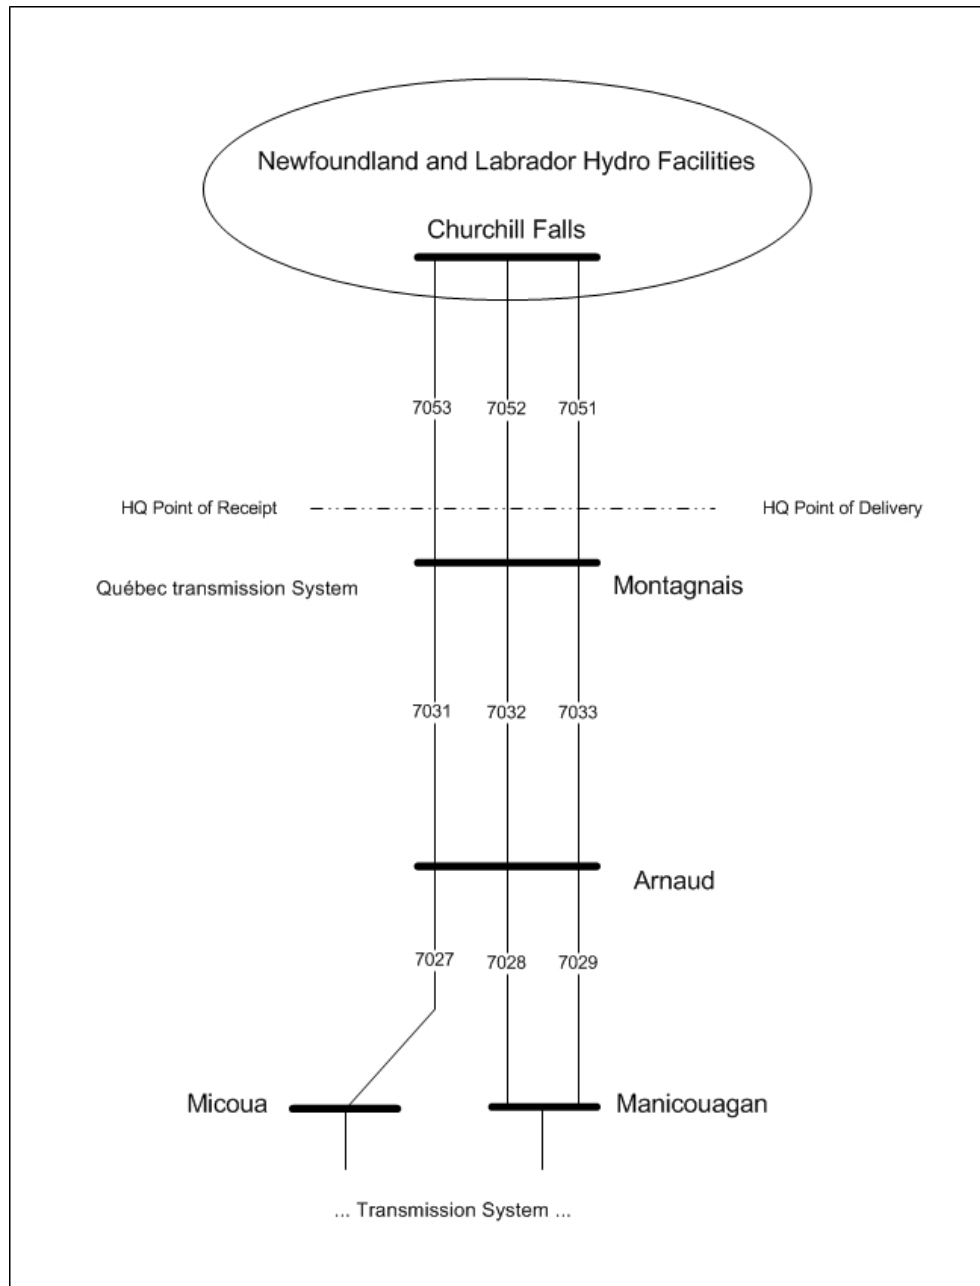 Newfoundland and Labrador Hydro Facilities
Churchill Falls
7053 7052 7051
HQ Point of Receipt HQ Point of Delivery
Québec transmission System Montagnais
7031 7032 7033
Arnaud
7027 7028 7029
Micoua Manicouagan
... Transmission System ...